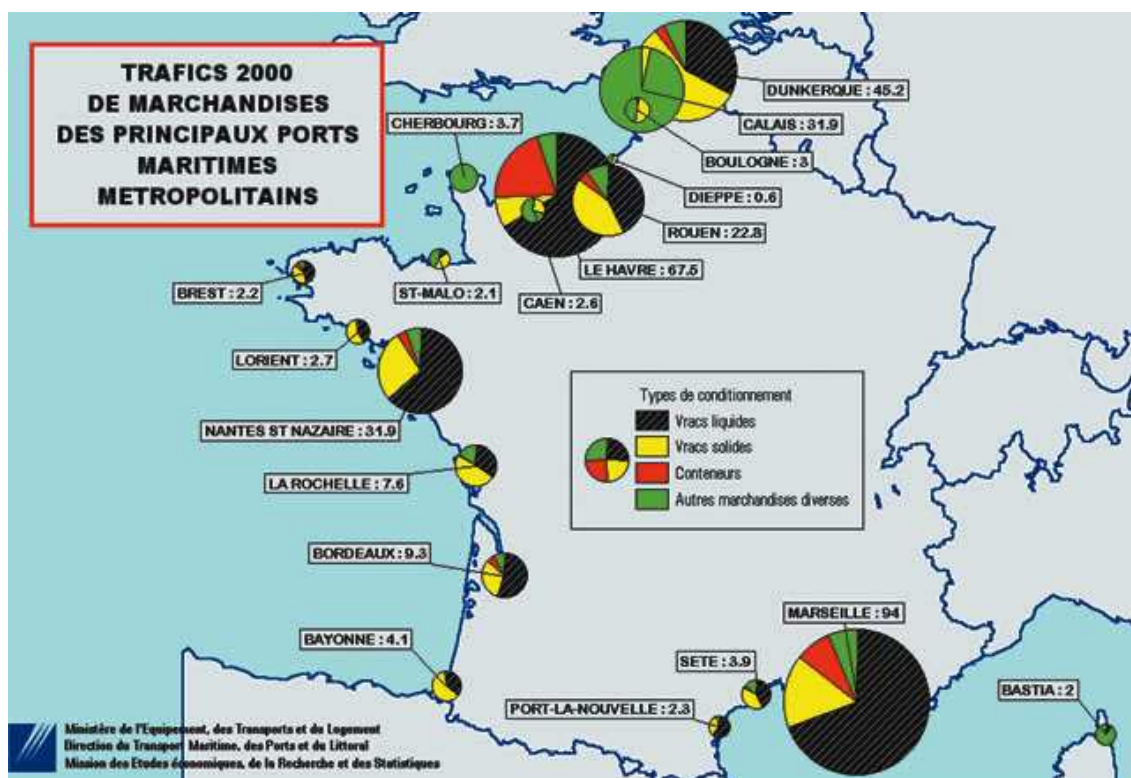 TRAFICS 2000
DE MARCHANDISES
DES PRINCIPAUX PORTS
MARITIMES
METROPOLITAINS
DUNKERQUE : 45.2
CALAIS : 31.9
CHERBOURG : 3.7
BOULOGNE : 3
DIEPPE : 0.6
ROUEN : 22.8
LE HAVRE : 67.5
BREST : 2.2
ST-MALO : 2.1
CAEN : 2.6
LORIENT : 2.7
NANTES ST NAZAIRE : 31.9
LA ROCHELLE : 7.6
Types de conditionnement
Vracs liquides
Vracs solides
Conteneurs
Autres marchandises diverses
BORDEAUX : 9.3
MARSEILLE : 94
BAYONNE : 4.1
SETE : 3.9
BASTIA : 2
PORT-LA-NOUVELLE : 2.3
Ministère de l'Equipement, des Transports et du Logement
Direction du Transport Maritime, des Ports et du Littoral
Mission des Etudes économiques, de la Recherche et des Statistiques